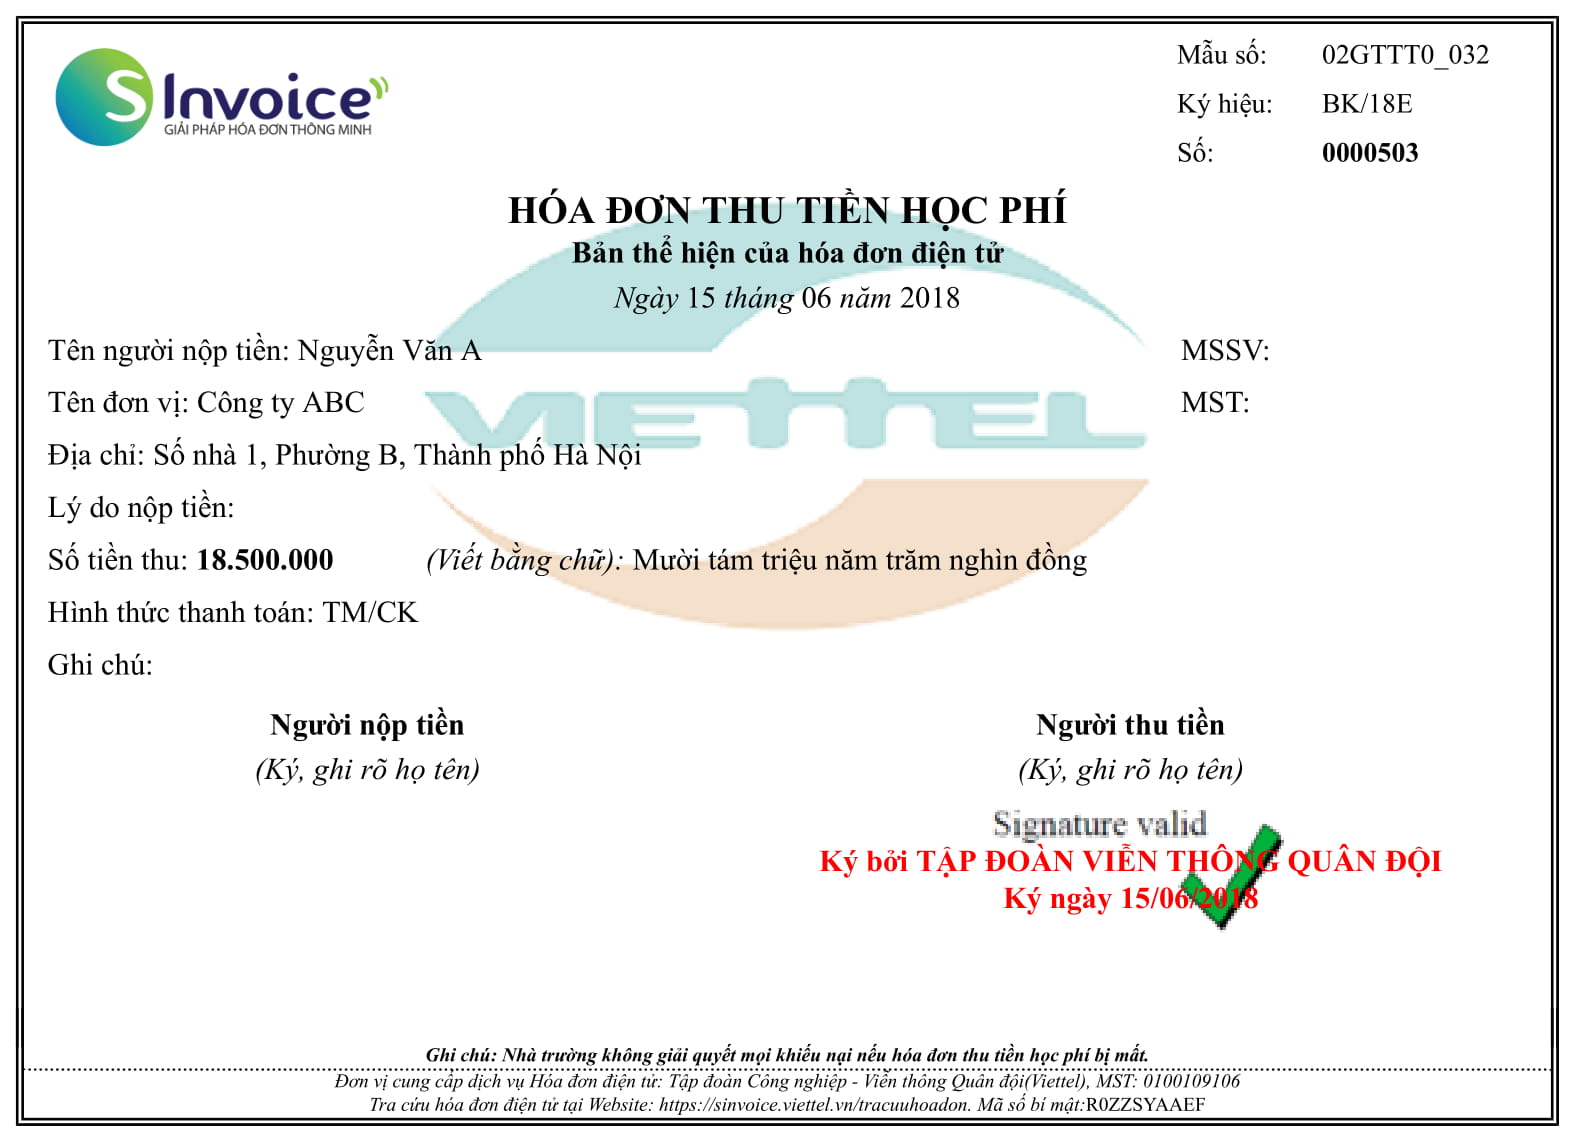 S Invoice
GIẢI PHÁP HÓA ĐƠN THÔNG MINH
Mẫu số: 02GTTT0_032
Ký hiệu: BK/18E
Số: 0000503
HÓA ĐƠN THU TIỀN HỌC PHÍ
Bản thể hiện của hóa đơn điện tử
Ngày 15 tháng 06 năm 2018
Tên người nộp tiền: Nguyễn Văn A MSSV:
Tên đơn vị: Công ty ABC MST:
VIETTEL
Địa chỉ: Số nhà 1, Phường B, Thành phố Hà Nội
Lý do nộp tiền:
Số tiền thu: 18.500.000 (Viết bằng chữ): Mười tám triệu năm trăm nghìn đồng
Hình thức thanh toán: TM/CK
Ghi chú:
Người nộp tiền Người thu tiền
(Ký, ghi rõ họ tên) (Ký, ghi rõ họ tên)
Signature valid
Ký bởi TẬP ĐOÀN VIỄN THÔNG QUÂN ĐỘI
Ký ngày 15/06/2018
Ghi chú: Nhà trường không giải quyết mọi khiếu nại nếu hóa đơn thu tiền học phí bị mất.
Đơn vị cung cấp dịch vụ Hóa đơn điện tử: Tập đoàn Công nghiệp - Viễn thông Quân đội(Viettel), MST: 0100109106
Tra cứu hóa đơn điện tử tại Website: https://sinvoice.viettel.vn/tracuuhoadon. Mã số bí mật:R0ZZSYAAEF